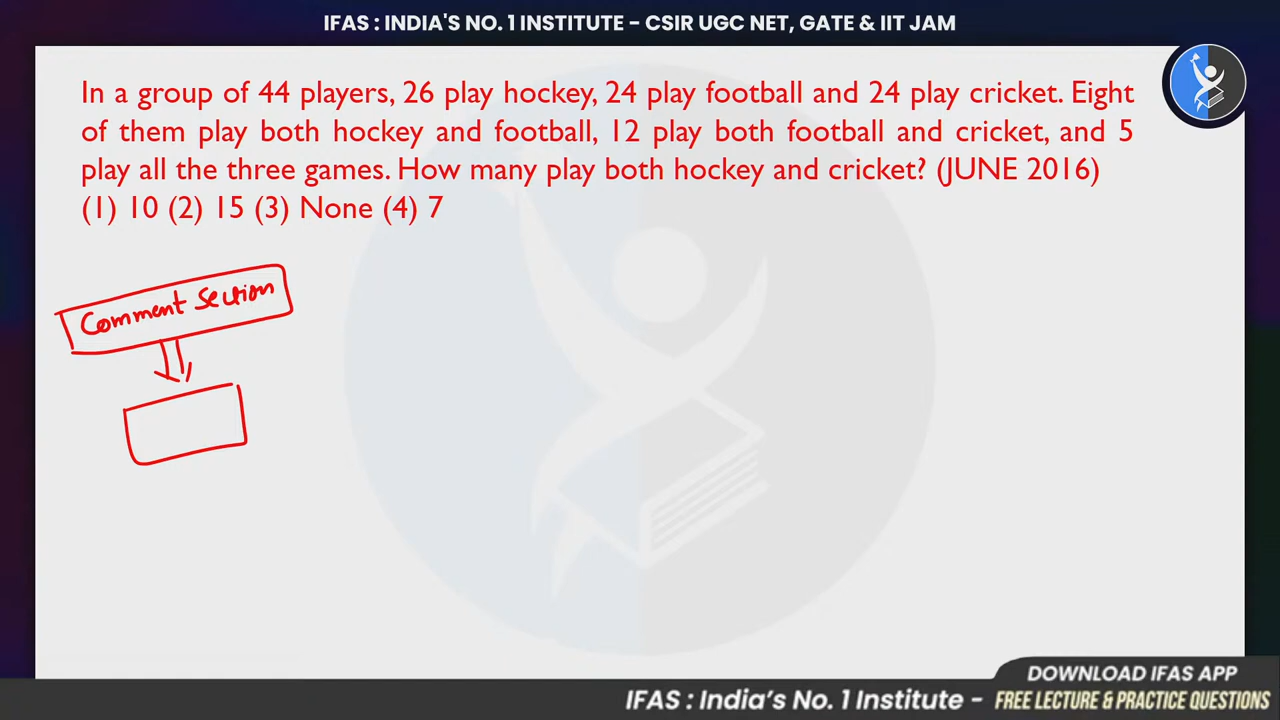 IFAS : INDIA'S NO. 1 INSTITUTE - CSIR UGC NET, GATE & IIT JAM
In a group of 44 players, 26 play hockey, 24 play football and 24 play cricket. Eight
of them play both hockey and football, 12 play both football and cricket, and 5
play all the three games. How many play both hockey and cricket? (JUNE 2016)
(1) 10 (2) 15 (3) None (4) 7
Comment Section
DOWNLOAD IFAS APP
IFAS : India's No. 1 Institute - FREE LECTURE & PRACTICE QUESTIONS